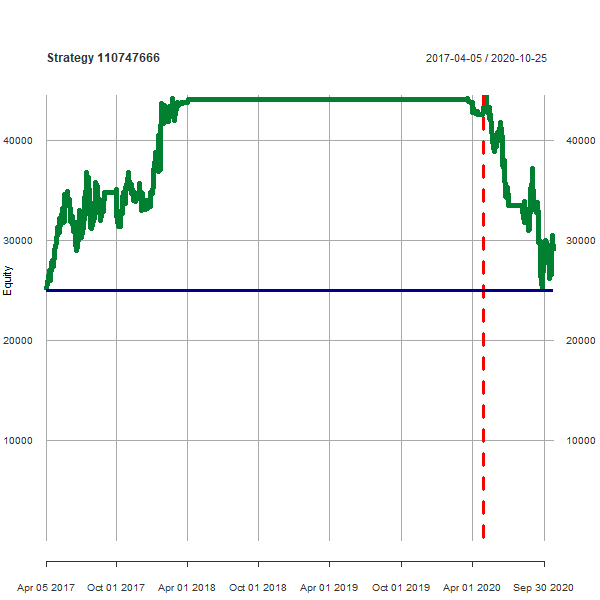 Strategy 110747666
2017-04-05 / 2020-10-25
40000
40000
30000
30000
Equity
20000
20000
10000
10000
Apr 05 2017
Oct 01 2017
Apr 01 2018
Oct 01 2018
Apr 01 2019
Oct 01 2019
Apr 01 2020
Sep 30 2020